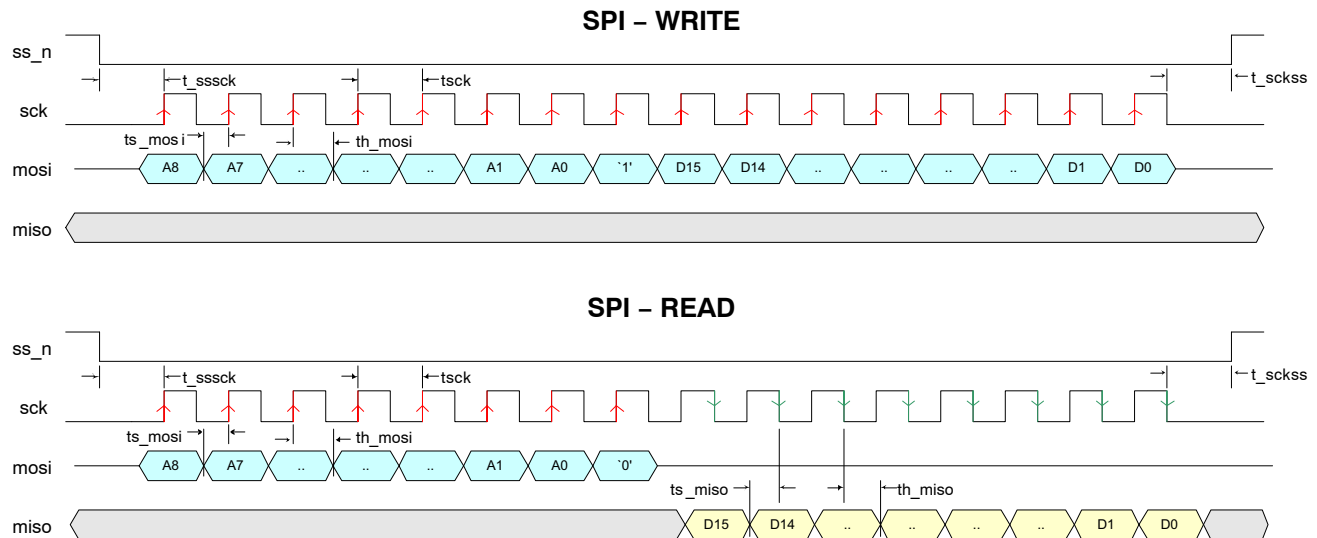 SPI – WRITE
ss_n
t_sssck
tsck
t_sckss
sck
ts_mosi
th_mosi
mosi
A8 A7 .. .. .. A1 A0 `1' D15 D14 .. .. .. .. D1 D0
miso
SPI – READ
ss_n
t_sssck
tsck
t_sckss
sck
ts_mosi
th_mosi
mosi
A8 A7 .. .. .. A1 A0 `0'
ts_miso
th_miso
miso
D15 D14 .. .. .. .. D1 D0